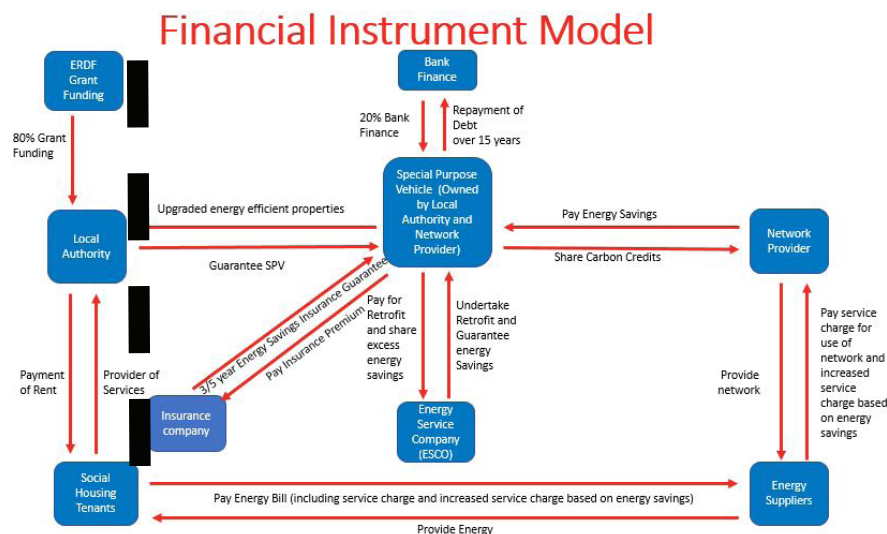 Financial Instrument Model
ERDF
Grant
Funding
Bank
Finance
80% Grant
Funding
20% Bank
Finance
Repayment of
Debt
over 15 years
Special Purpose
Vehicle (Owned
by Local
Authority and
Network
Provider)
Upgraded energy efficient properties
Local
Authority
Guarantee SPV
Pay Energy Savings
Share Carbon Credits
Network
Provider
3/5 year Energy Savings Insurance Guarantee
Pay Insurance Premium
Pay for
Retrofit
and share
excess
energy
savings
Undertake
Retrofit and
Guarantee
energy
Savings
Pay service
charge for
use of
network and
increased
service
charge based
on energy
savings
Payment
of Rent
Provider of
Services
Provide
network
Insurance
company
Energy
Service
Company
(ESCO)
Social
Housing
Tenants
Pay Energy Bill (including service charge and increased service charge based on energy savings)
Energy
Suppliers
Provide Energy